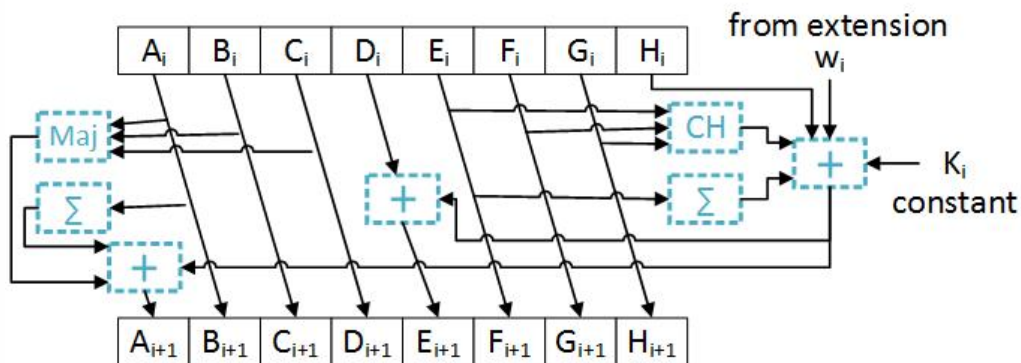 from extension
Aᵢ Bᵢ Cᵢ Dᵢ Eᵢ Fᵢ Gᵢ Hᵢ
wᵢ
Maj
CH
+
Kᵢ
constant
Σ
+
Σ
+
Aᵢ₊₁ Bᵢ₊₁ Cᵢ₊₁ Dᵢ₊₁ Eᵢ₊₁ Fᵢ₊₁ Gᵢ₊₁ Hᵢ₊₁